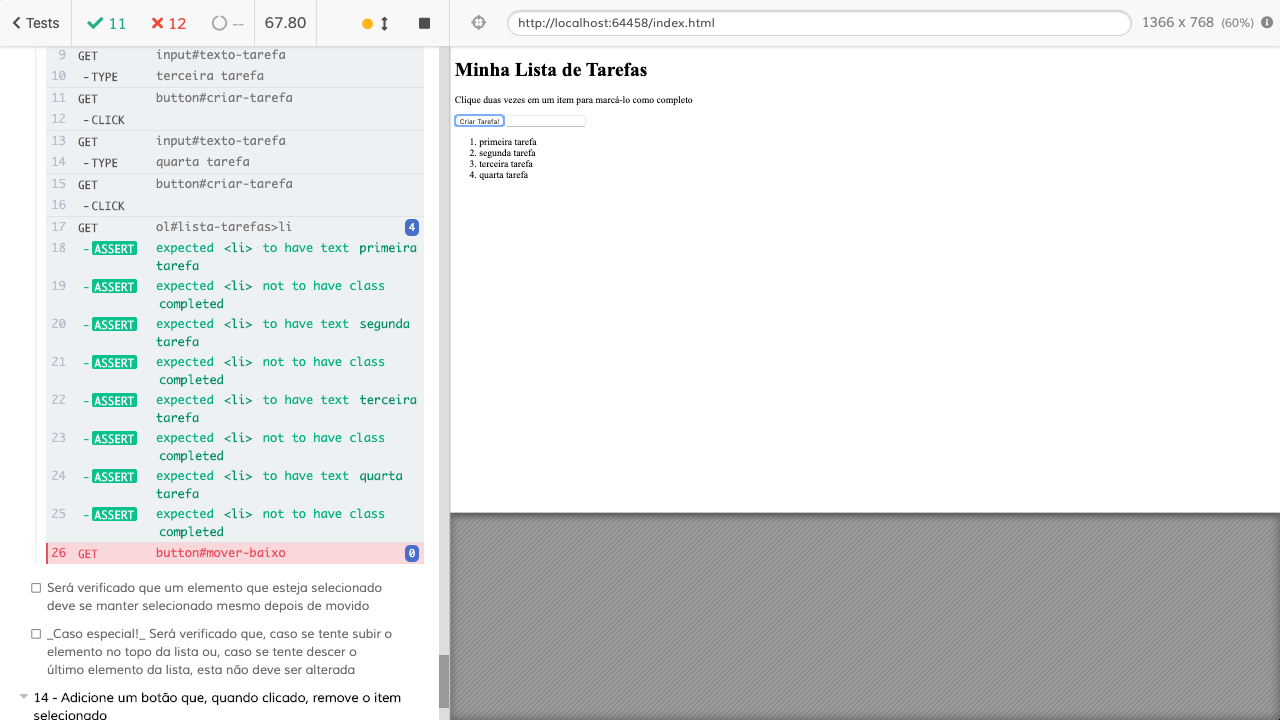 Tests 11 12 -- 67.80
http://localhost:64458/index.html 1366 x 768 (60%)
9 GET input#texto-tarefa
10 -TYPE terceira tarefa
11 GET button#criar-tarefa
12 -CLICK
13 GET input#texto-tarefa
14 -TYPE quarta tarefa
15 GET button#criar-tarefa
16 -CLICK
17 GET ol#lista-tarefas>li 4
18 -ASSERT expected <li> to have text primeira
tarefa
19 -ASSERT expected <li> not to have class
completed
20 -ASSERT expected <li> to have text segunda
tarefa
21 -ASSERT expected <li> not to have class
completed
22 -ASSERT expected <li> to have text terceira
tarefa
23 -ASSERT expected <li> not to have class
completed
24 -ASSERT expected <li> to have text quarta
tarefa
25 -ASSERT expected <li> not to have class
completed
26 GET button#mover-baixo 0
Será verificado que um elemento que esteja selecionado
deve se manter selecionado mesmo depois de movido
_Caso especial!_ Será verificado que, caso se tente subir o
elemento no topo da lista ou, caso se tente descer o
último elemento da lista, esta não deve ser alterada
14 - Adicione um botão que, quando clicado, remove o item
selecionado
Minha Lista de Tarefas
Clique duas vezes em um item para marcá-lo como completo
Criar Tarefa!
1. primeira tarefa
2. segunda tarefa
3. terceira tarefa
4. quarta tarefa